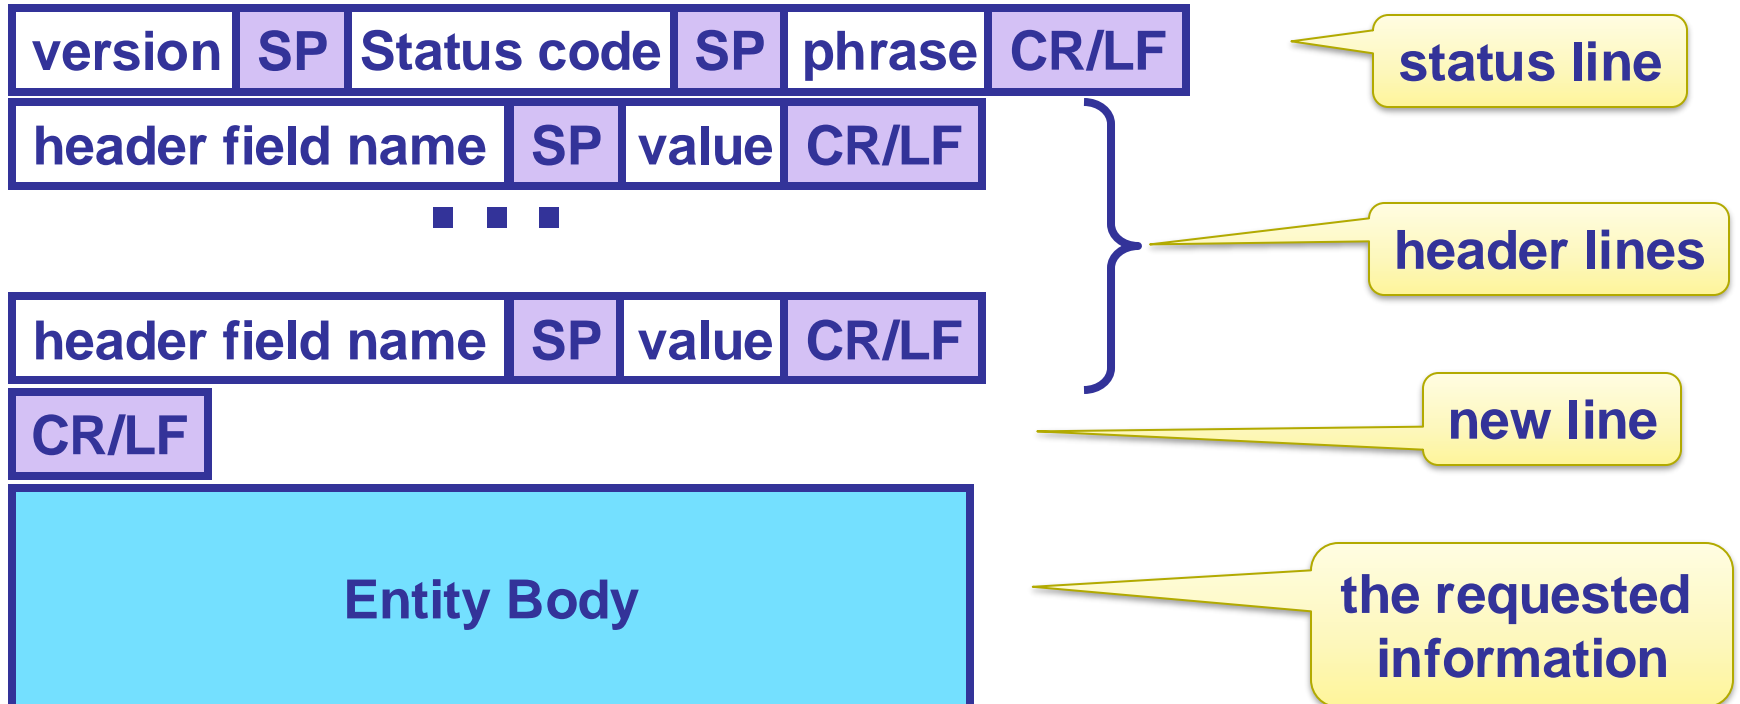 version SP Status code SP phrase CR/LF status line
header field name SP value CR/LF
header lines
header field name SP value CR/LF
CR/LF new line
Entity Body
the requested
information